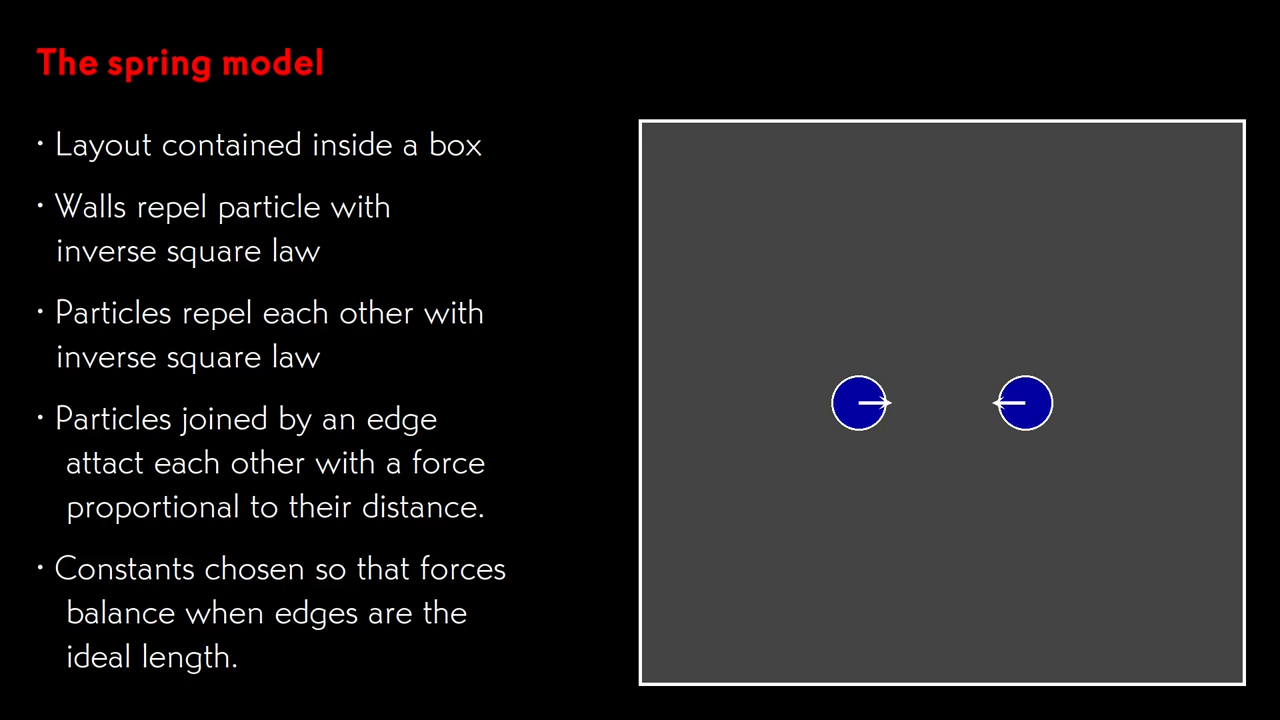 The spring model
• Layout contained inside a box
• Walls repel particle with
inverse square law
• Particles repel each other with
inverse square law
• Particles joined by an edge
attact each other with a force
proportional to their distance.
• Constants chosen so that forces
balance when edges are the
ideal length.